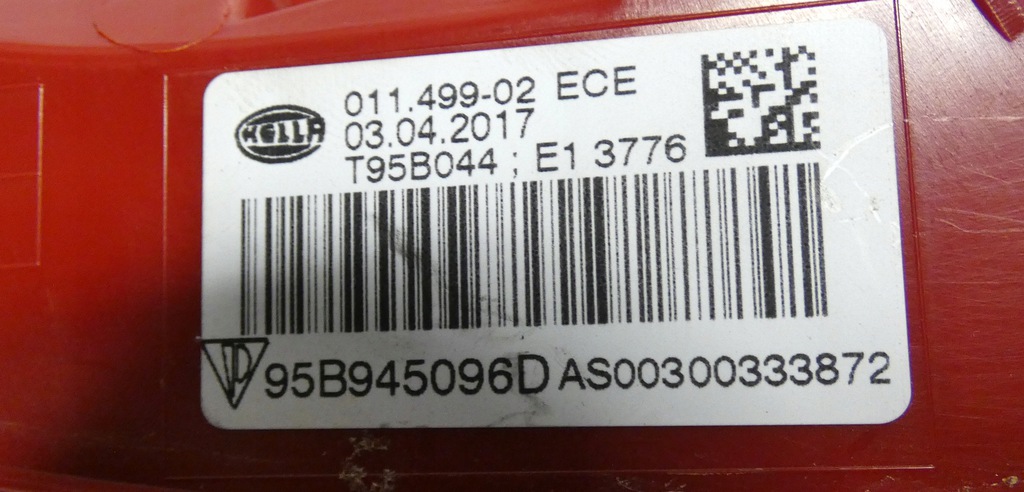 HELLA
011.499-02 ECE
03.04.2017
T95B044 ; E1 3776
95B945096D AS00300333872